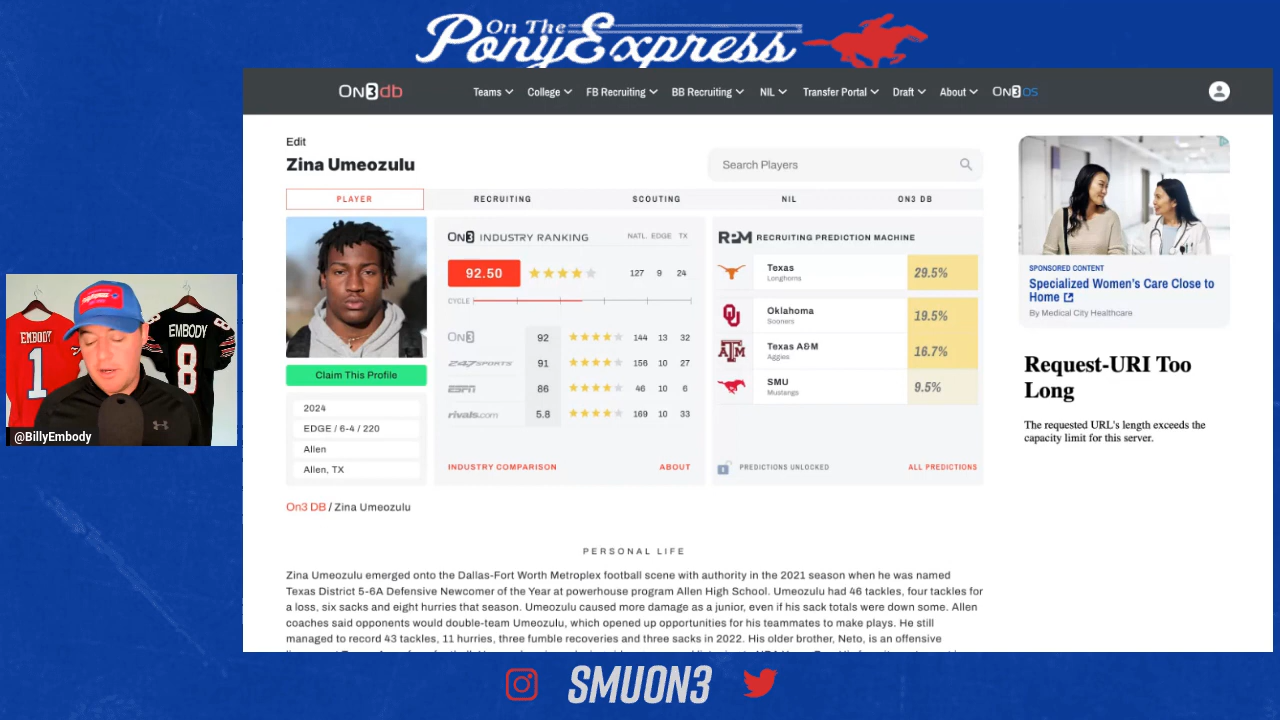 On The
PonyExpress
On3db
Teams
College
FB Recruiting
BB Recruiting
NIL
Transfer Portal
Draft
About
On3OS
Edit
Zina Umeozulu
Search Players
PLAYER
RECRUITING
SCOUTING
NIL
ON3 DB
Claim This Profile
2024
EDGE / 6-4 / 220
Allen
Allen, TX
On3 INDUSTRY RANKING
NATL. EDGE TX
92.50 127 9 24
CYCLE
On3 92 144 13 32
247SPORTS 91 156 10 27
ESPN 86 46 10 6
rivals.com 5.8 169 10 33
INDUSTRY COMPARISON
ABOUT
RPM RECRUITING PREDICTION MACHINE
Texas
Longhorns
29.5%
Oklahoma
Sooners
19.5%
Texas A&M
Aggies
16.7%
SMU
Mustangs
9.5%
PREDICTIONS UNLOCKED
ALL PREDICTIONS
SPONSORED CONTENT
Specialized Women's Care Close to
Home
By Medical City Healthcare
Request-URI Too
Long
The requested URL's length exceeds the
capacity limit for this server.
EMBODY
1
EMBODY
8
@BillyEmbody
On3 DB / Zina Umeozulu
PERSONAL LIFE
Zina Umeozulu emerged onto the Dallas-Fort Worth Metroplex football scene with authority in the 2021 season when he was named
Texas District 5-6A Defensive Newcomer of the Year at powerhouse program Allen High School. Umeozulu had 46 tackles, four tackles for
a loss, six sacks and eight hurries that season. Umeozulu caused more damage as a junior, even if his sack totals were down some. Allen
coaches said opponents would double-team Umeozulu, which opened up opportunities for his teammates to make plays. He still
managed to record 43 tackles, 11 hurries, three fumble recoveries and three sacks in 2022. His older brother, Neto, is an offensive
SMUON3